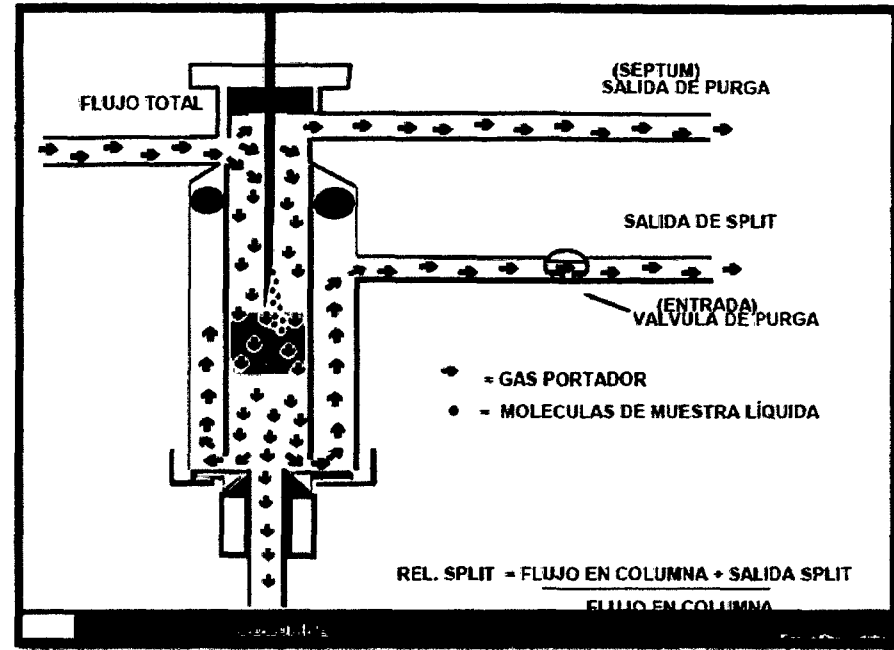 (SEPTUM)
SALIDA DE PURGA
FLUJO TOTAL
SALIDA DE SPLIT
(ENTRADA)
VALVULA DE PURGA
= GAS PORTADOR
= MOLECULAS DE MUESTRA LÍQUIDA
REL. SPLIT = FLUJO EN COLUMNA + SALIDA SPLIT
FLUJO EN COLUMNA